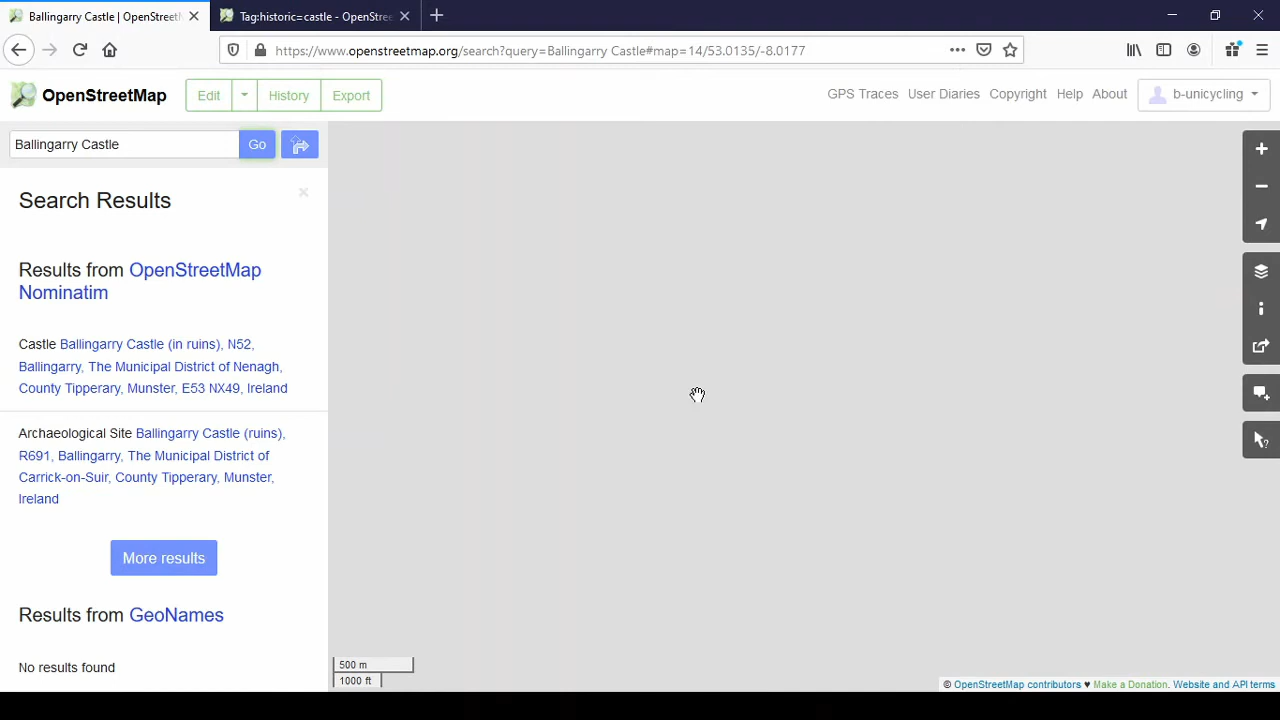 Ballingarry Castle | OpenStreetM
Tag:historic=castle - OpenStree
https://www.openstreetmap.org/search?query=Ballingarry Castle#map=14/53.0135/-8.0177
OpenStreetMap
Edit
History
Export
GPS Traces
User Diaries
Copyright
Help
About
b-unicycling
Ballingarry Castle
Go
Search Results
Results from OpenStreetMap
Nominatim
Castle Ballingarry Castle (in ruins), N52,
Ballingarry, The Municipal District of Nenagh,
County Tipperary, Munster, E53 NX49, Ireland
Archaeological Site Ballingarry Castle (ruins),
R691, Ballingarry, The Municipal District of
Carrick-on-Suir, County Tipperary, Munster,
Ireland
More results
Results from GeoNames
No results found
500 m
1000 ft
© OpenStreetMap contributors ♥ Make a Donation. Website and API terms